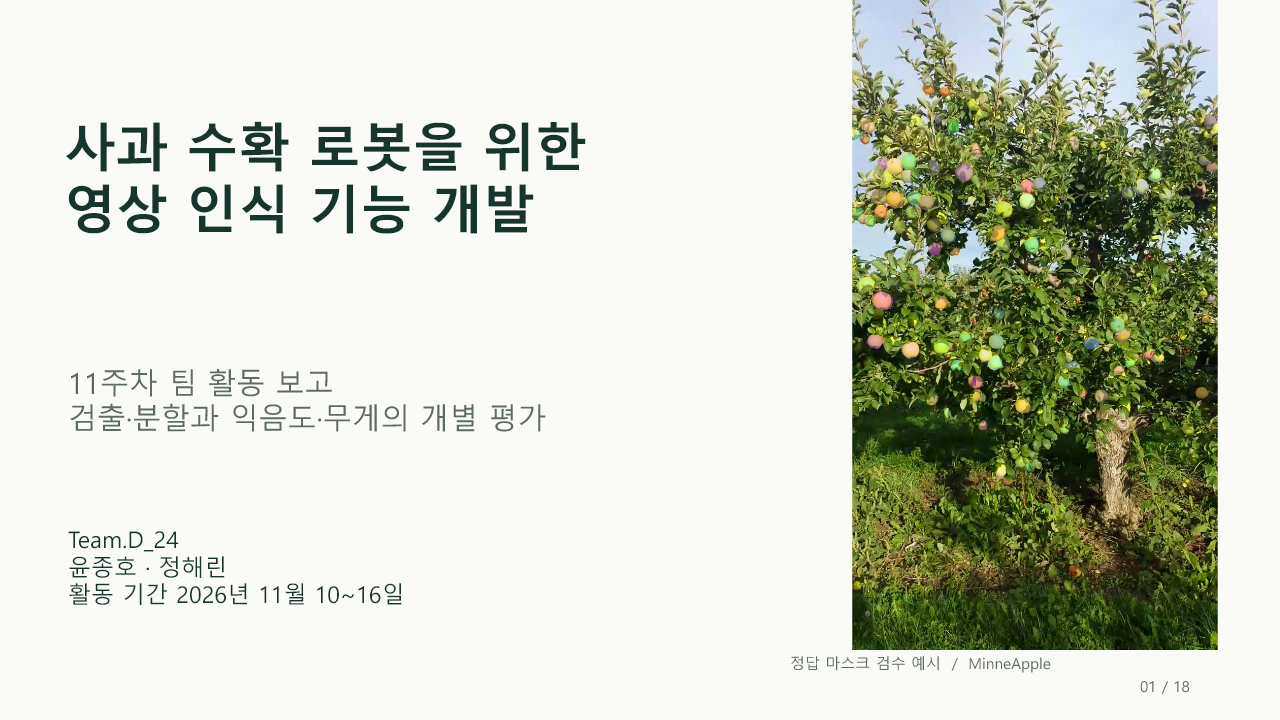 사과 수확 로봇을 위한
영상 인식 기능 개발
11주차 팀 활동 보고
검출·분할과 익음도·무게의 개별 평가
Team.D_24
윤종호 · 정해린
활동 기간 2026년 11월 10~16일
정답 마스크 검수 예시 / MinneApple
01 / 18